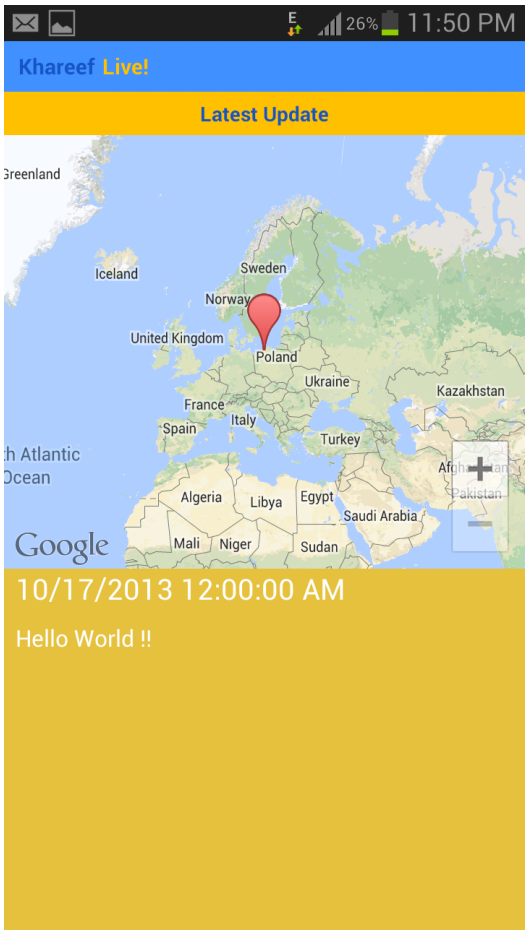 E 26% 11:50 PM
Khareef Live!
Latest Update
Greenland
Iceland
Sweden
Norway
United Kingdom
Poland
Ukraine
Kazakhstan
France
Italy
Spain
Turkey
th Atlantic
Ocean
Afghanistan
Pakistan
Algeria
Libya
Egypt
Saudi Arabia
Mali
Niger
Sudan
Google
10/17/2013 12:00:00 AM
Hello World !!